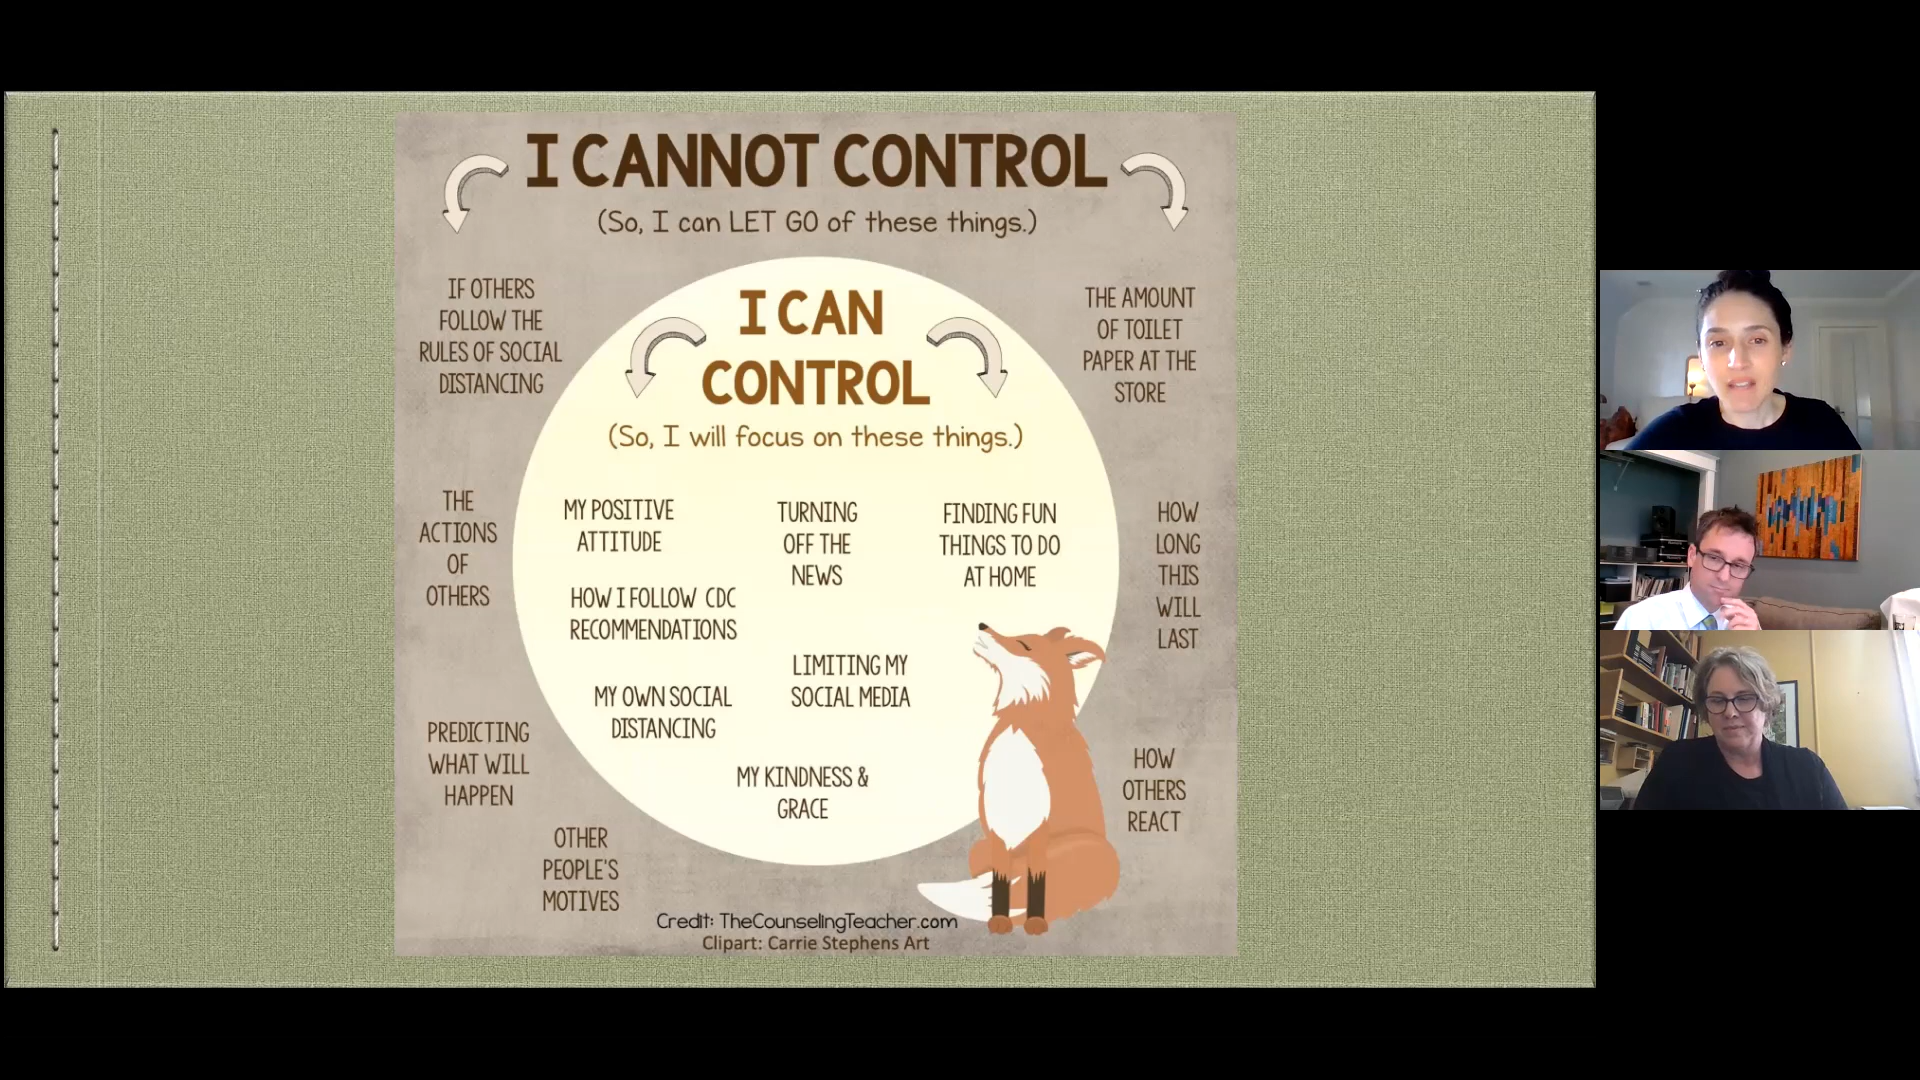 I CANNOT CONTROL
(So, I can LET GO of these things.)
IF OTHERS
FOLLOW THE
RULES OF SOCIAL
DISTANCING
THE AMOUNT
OF TOILET
PAPER AT THE
STORE
I CAN
CONTROL
(So, I will focus on these things.)
THE
ACTIONS
OF
OTHERS
MY POSITIVE
ATTITUDE
TURNING
OFF THE
NEWS
FINDING FUN
THINGS TO DO
AT HOME
HOW
LONG
THIS
WILL
LAST
HOW I FOLLOW CDC
RECOMMENDATIONS
LIMITING MY
SOCIAL MEDIA
MY OWN SOCIAL
DISTANCING
PREDICTING
WHAT WILL
HAPPEN
MY KINDNESS &
GRACE
HOW
OTHERS
REACT
OTHER
PEOPLE'S
MOTIVES
Credit: TheCounselingTeacher.com
Clipart: Carrie Stephens Art